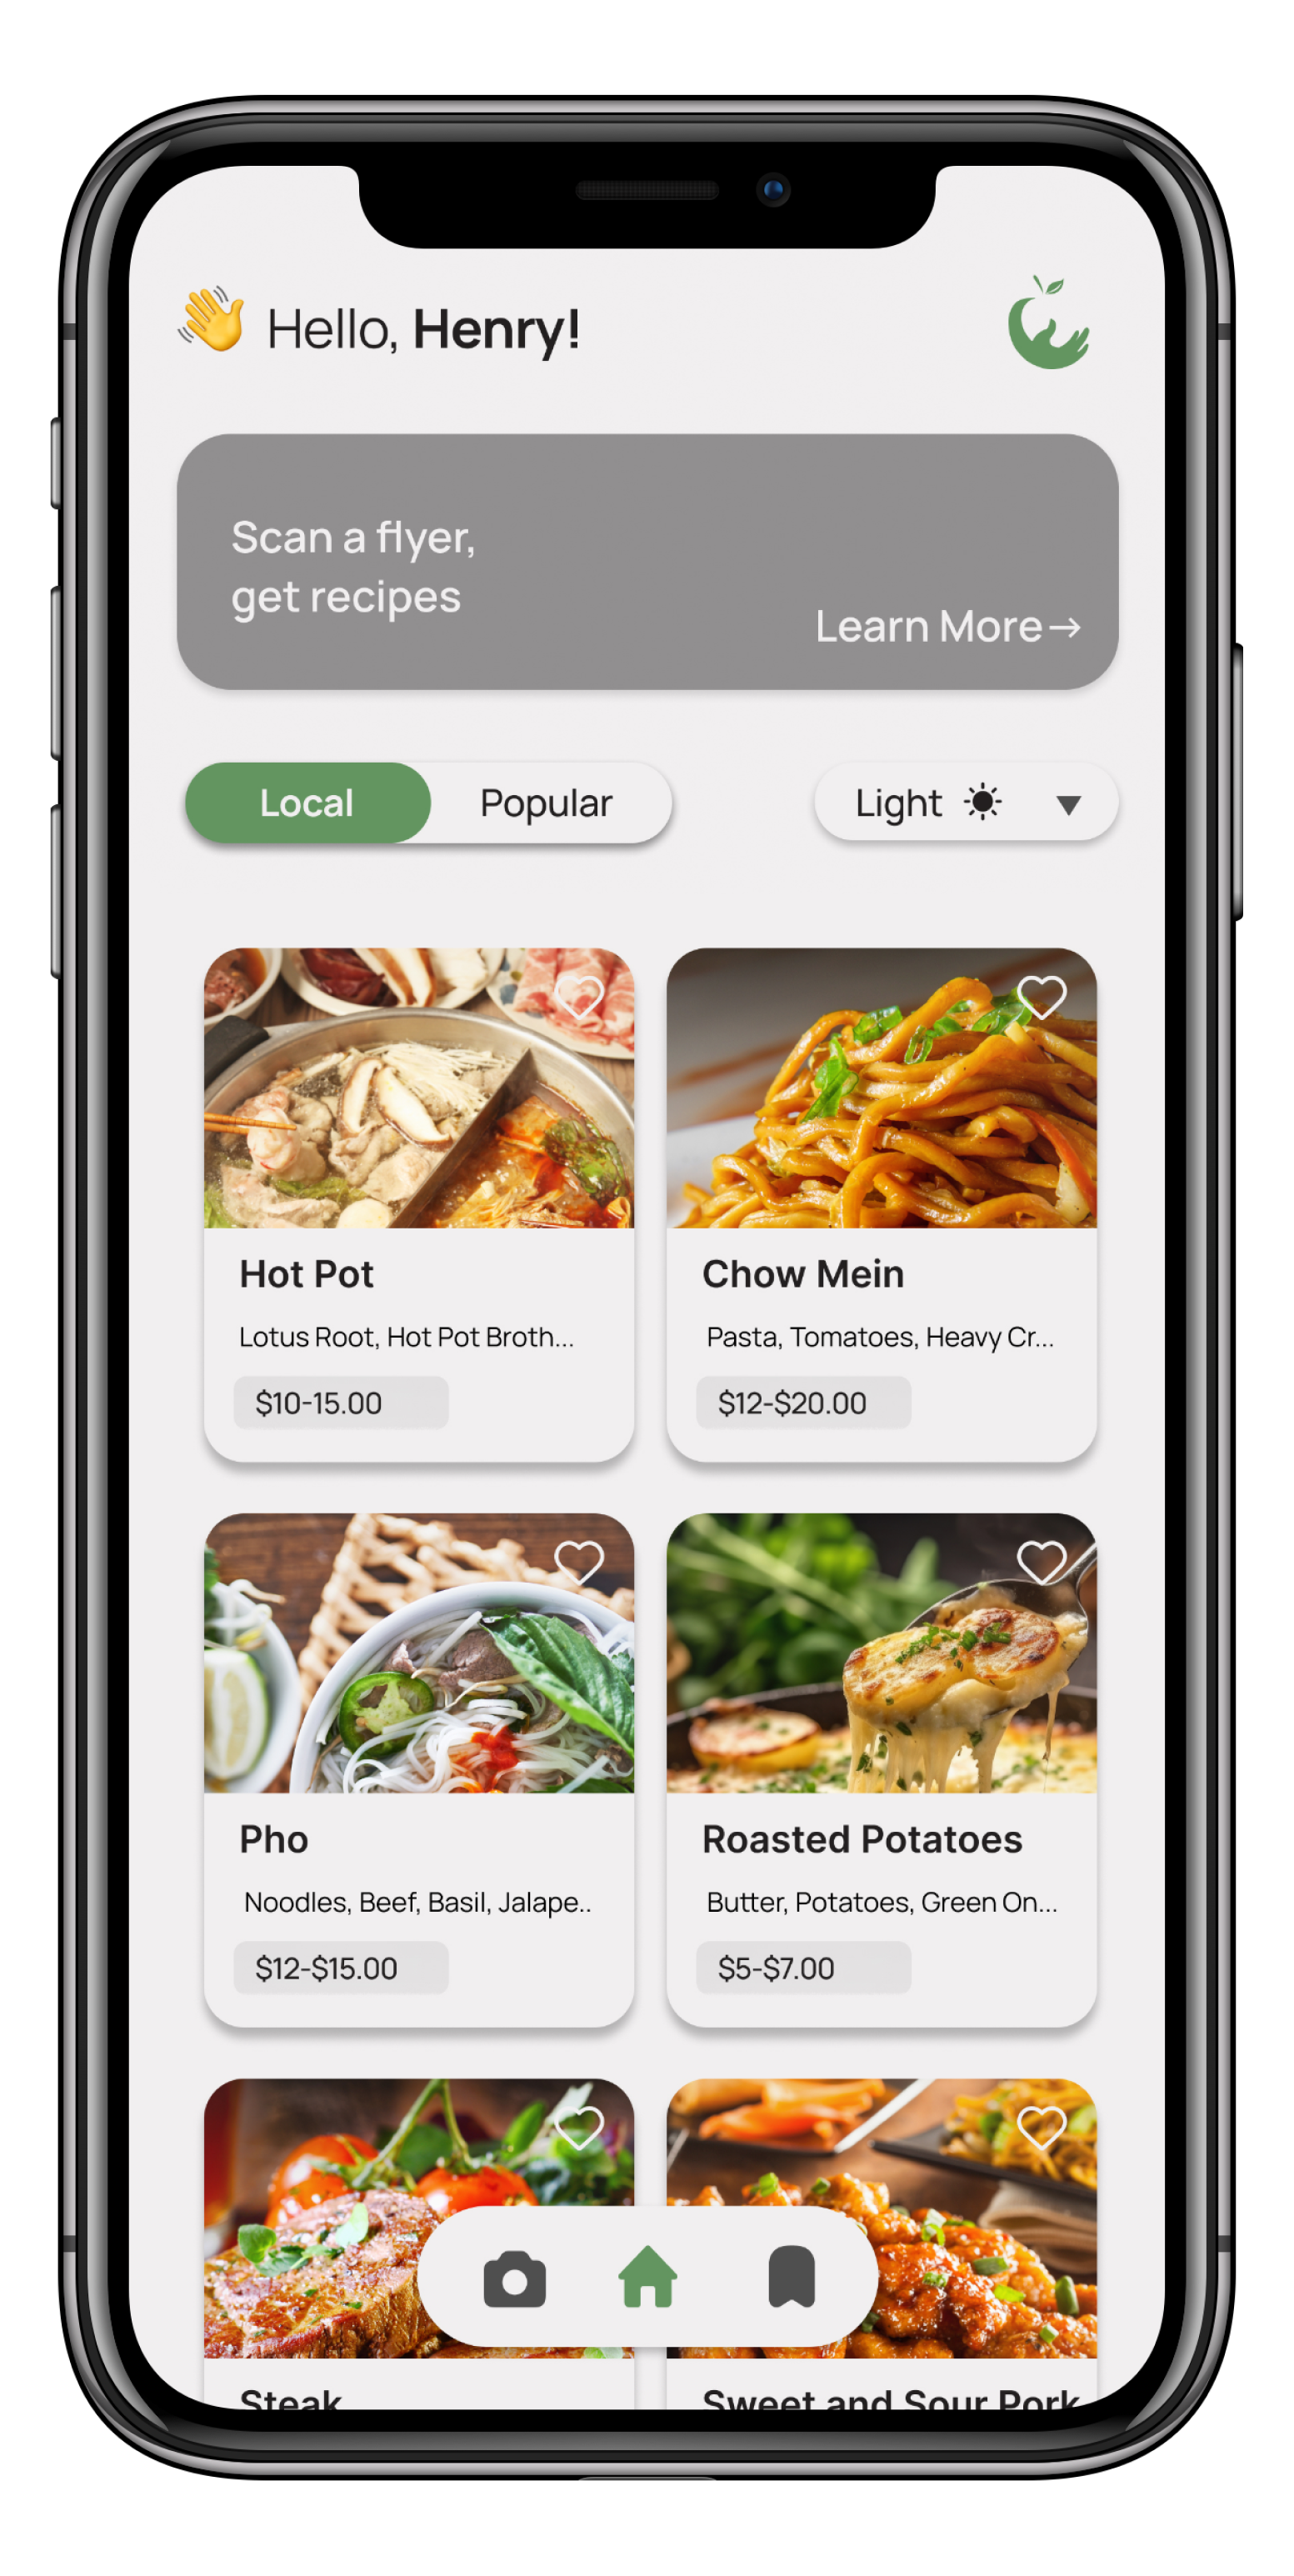 Hello, Henry!
Scan a flyer,
get recipes
Learn More→
Local
Popular
Light
Hot Pot
Lotus Root, Hot Pot Broth...
$10-15.00
Chow Mein
Pasta, Tomatoes, Heavy Cr...
$12-$20.00
Pho
Noodles, Beef, Basil, Jalape..
$12-$15.00
Roasted Potatoes
Butter, Potatoes, Green On...
$5-$7.00
Steak
Sweet and Sour Pork